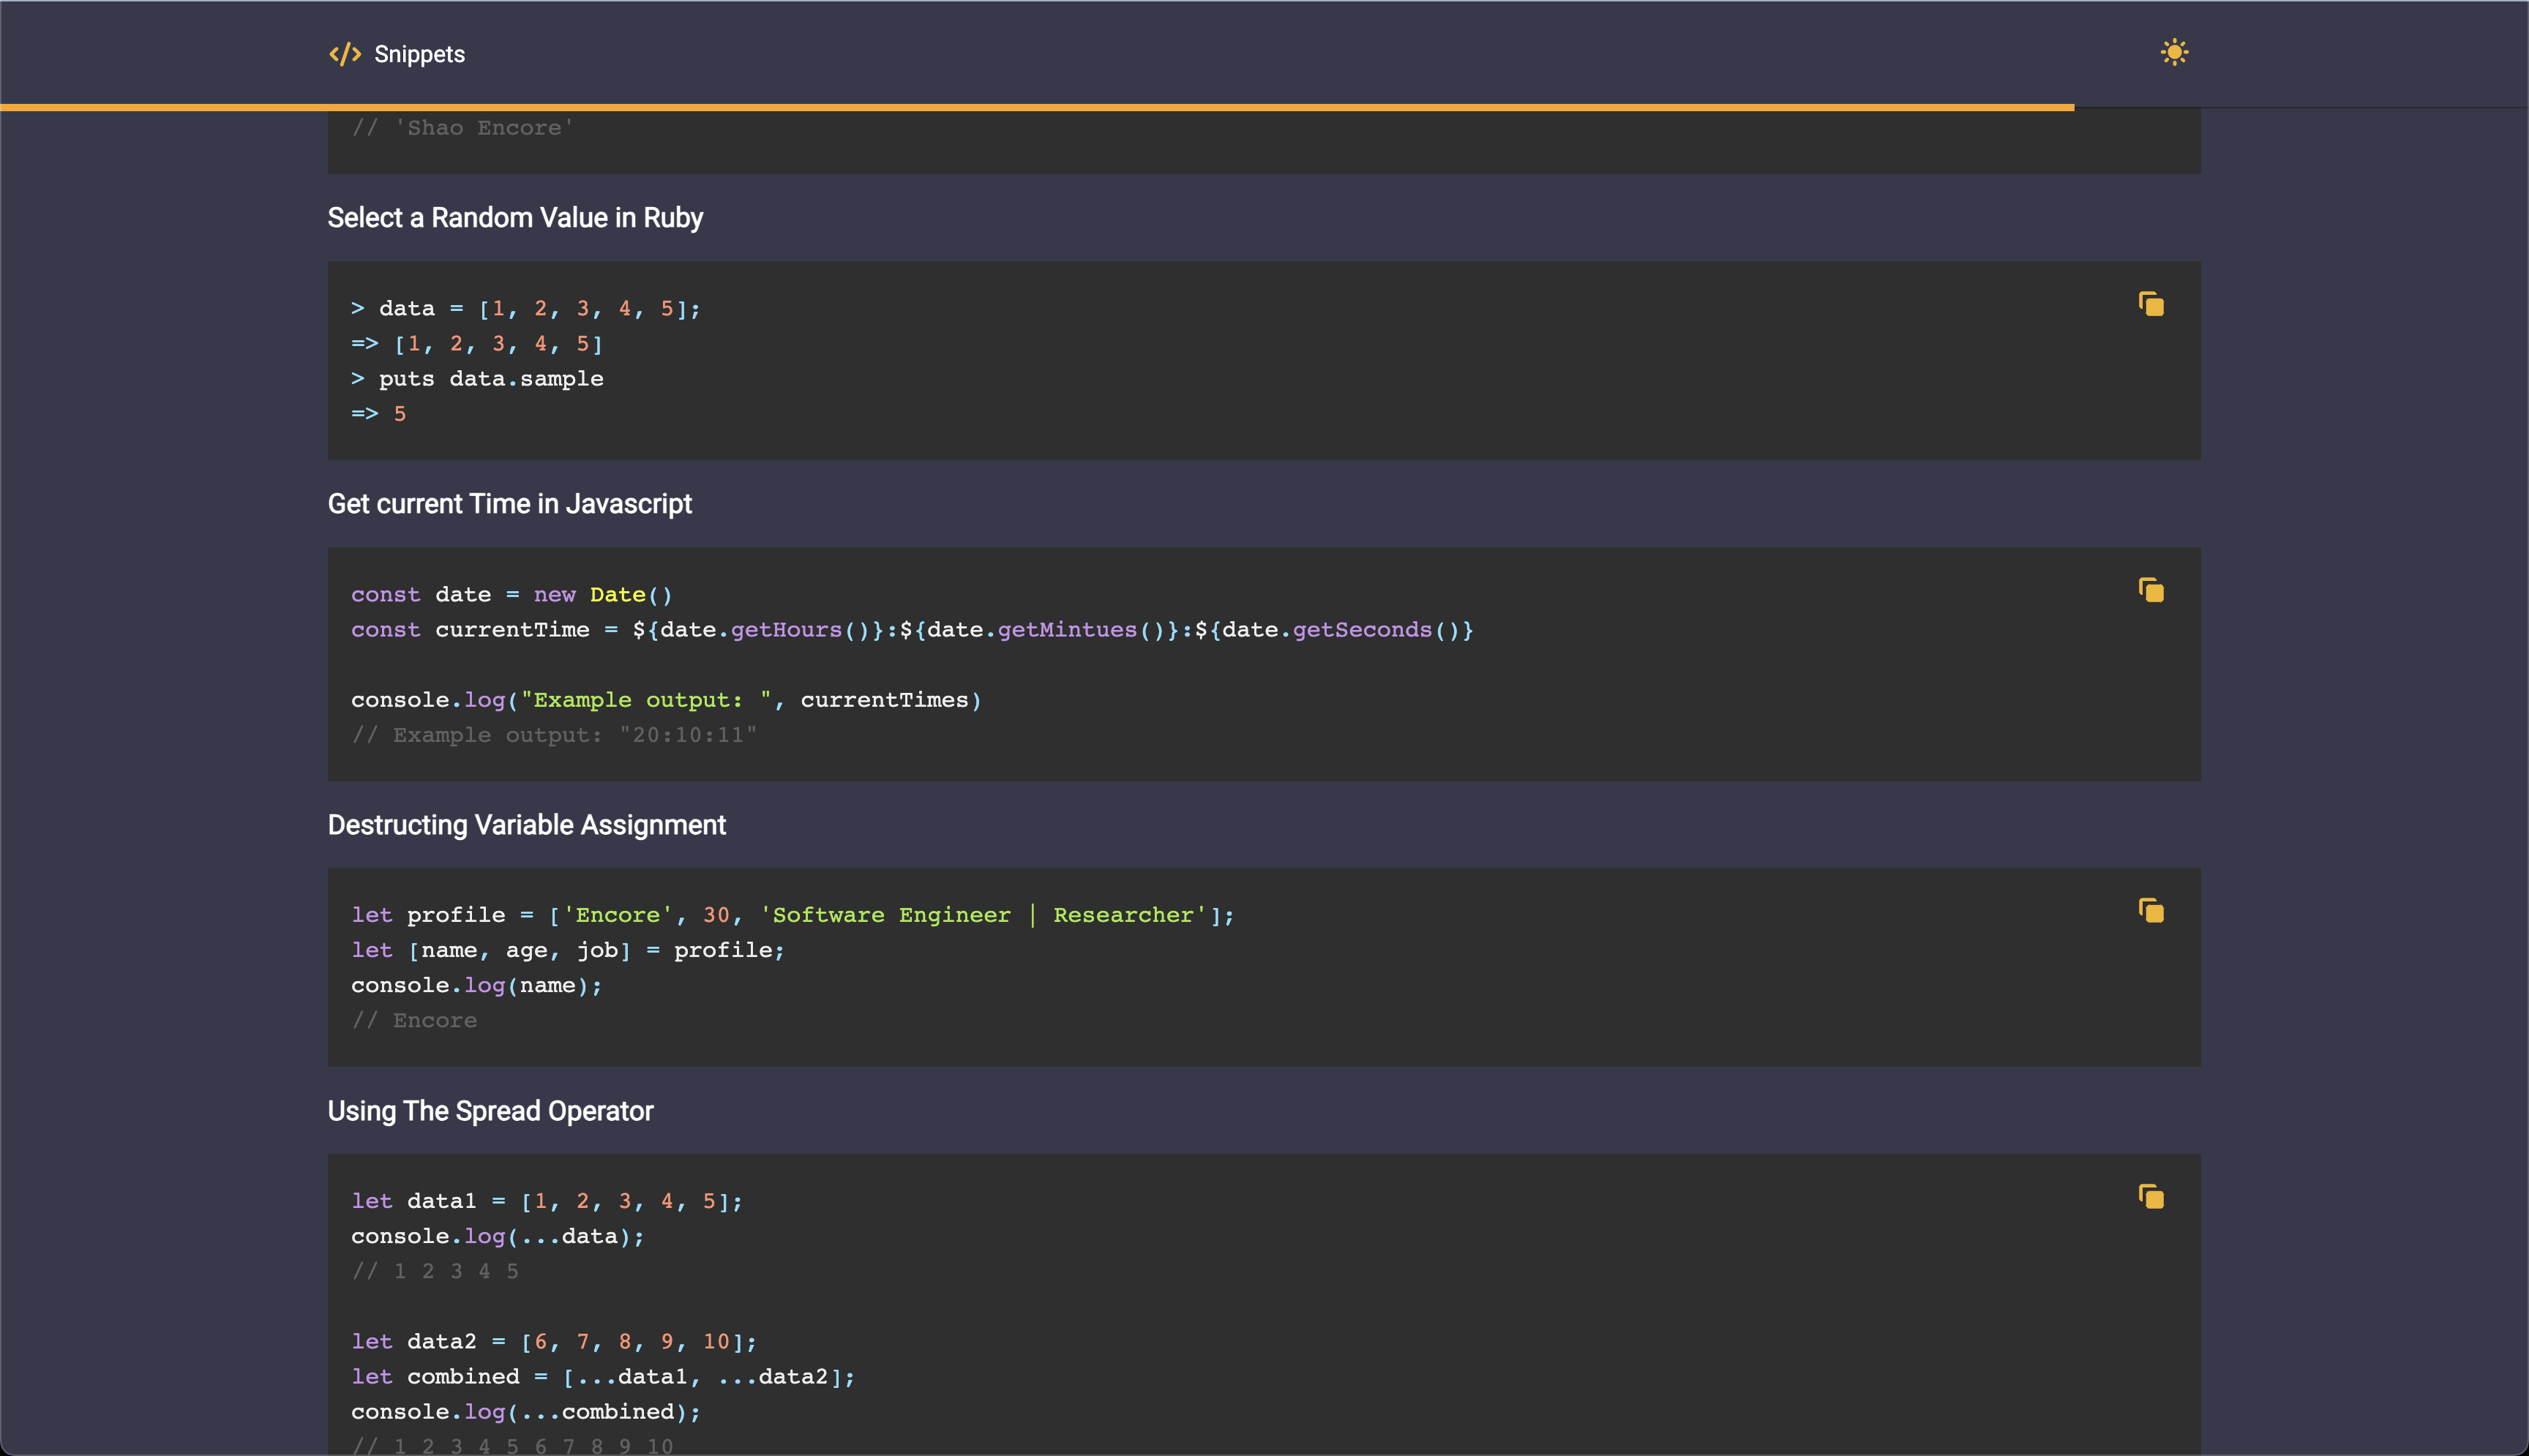 </> Snippets
// 'Shao Encore'
Select a Random Value in Ruby
> data = [1, 2, 3, 4, 5];
=> [1, 2, 3, 4, 5]
> puts data.sample
=> 5
Get current Time in Javascript
const date = new Date()
const currentTime = ${date.getHours()}:${date.getMintues()}:${date.getSeconds()}
console.log("Example output: ", currentTimes)
// Example output: "20:10:11"
Destructing Variable Assignment
let profile = ['Encore', 30, 'Software Engineer | Researcher'];
let [name, age, job] = profile;
console.log(name);
// Encore
Using The Spread Operator
let data1 = [1, 2, 3, 4, 5];
console.log(...data);
// 1 2 3 4 5
let data2 = [6, 7, 8, 9, 10];
let combined = [...data1, ...data2];
console.log(...combined);
// 1 2 3 4 5 6 7 8 9 10